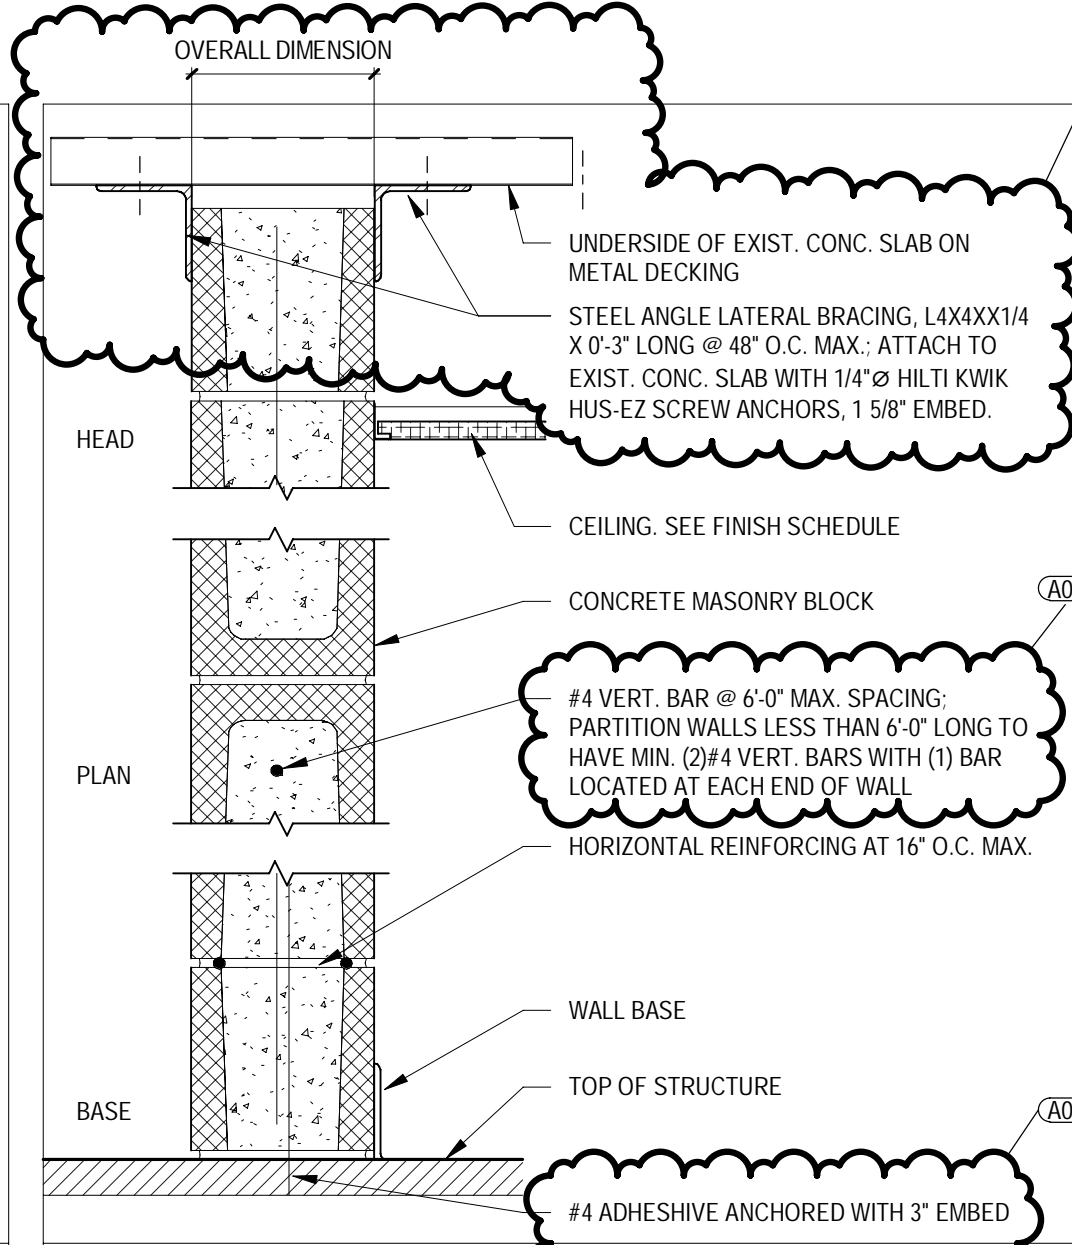 OVERALL DIMENSION
UNDERSIDE OF EXIST. CONC. SLAB ON
METAL DECKING
STEEL ANGLE LATERAL BRACING, L4X4XX1/4
X 0'-3" LONG @ 48" O.C. MAX.; ATTACH TO
EXIST. CONC. SLAB WITH 1/4"Ø HILTI KWIK
HUS-EZ SCREW ANCHORS, 1 5/8" EMBED.
HEAD
CEILING. SEE FINISH SCHEDULE
CONCRETE MASONRY BLOCK
A0
#4 VERT. BAR @ 6'-0" MAX. SPACING;
PARTITION WALLS LESS THAN 6'-0" LONG TO
HAVE MIN. (2)#4 VERT. BARS WITH (1) BAR
LOCATED AT EACH END OF WALL
PLAN
HORIZONTAL REINFORCING AT 16" O.C. MAX.
WALL BASE
TOP OF STRUCTURE
BASE
A0
#4 ADHESHIVE ANCHORED WITH 3" EMBED